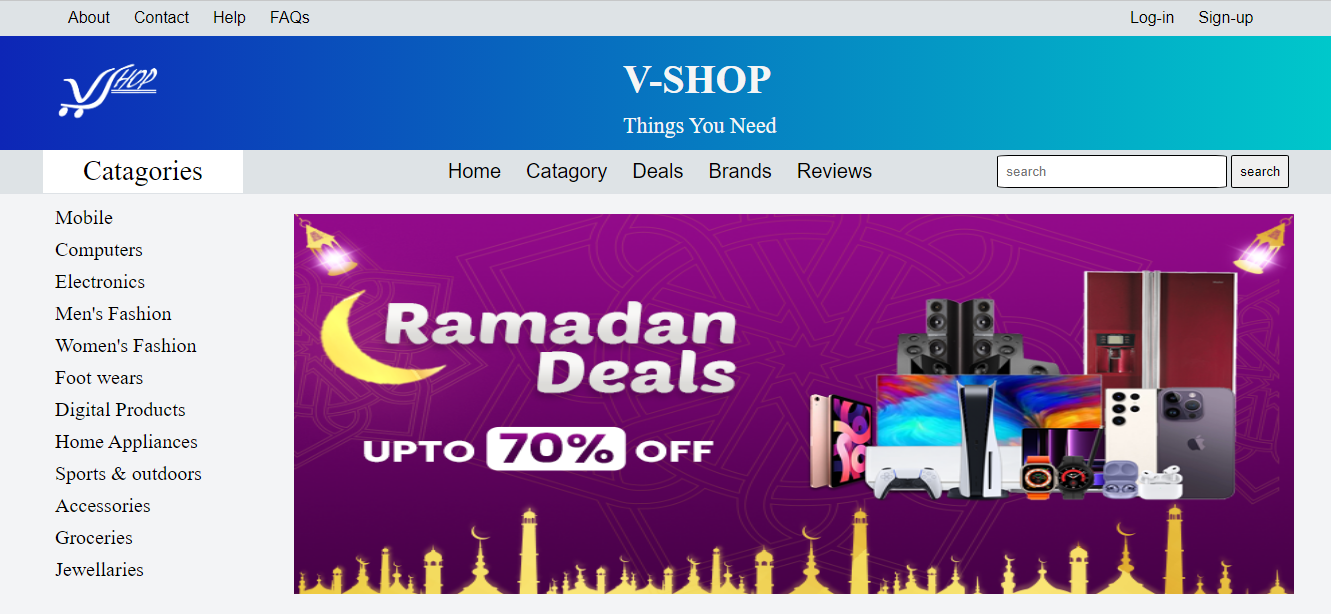 About Contact Help FAQs Log-in Sign-up
VSHOP
V-SHOP
Things You Need
Catagories
Home Catagory Deals Brands Reviews
search search
Mobile
Computers
Electronics
Men's Fashion
Women's Fashion
Foot wears
Digital Products
Home Appliances
Sports & outdoors
Accessories
Groceries
Jewellaries
Ramadan
Deals
UPTO 70% OFF